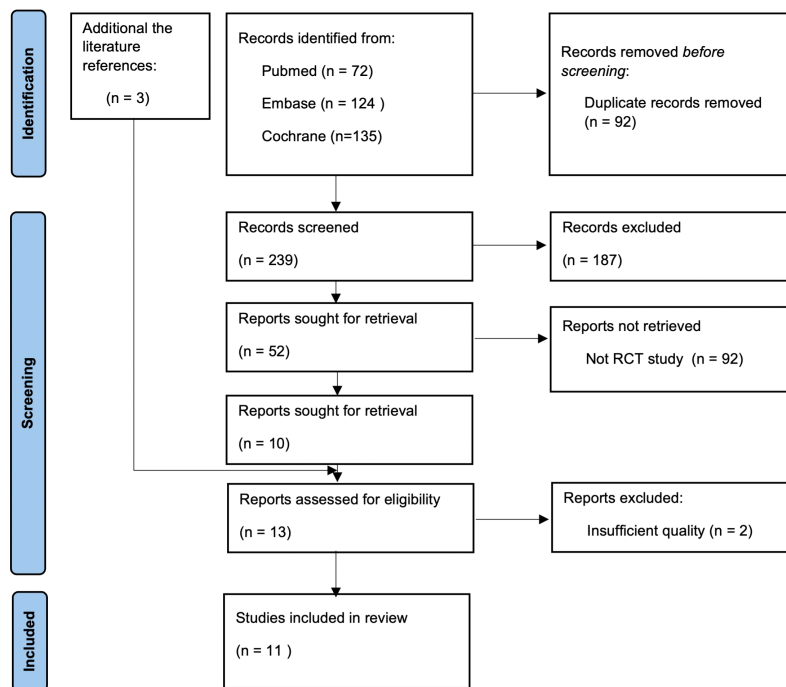 Identification
Additional the
literature
references:
(n = 3)
Records identified from:
Pubmed (n = 72)
Embase (n = 124 )
Cochrane (n=135)
Records removed before
screening:
Duplicate records removed
(n = 92)
Screening
Records screened
(n = 239)
Records excluded
(n = 187)
Reports sought for retrieval
(n = 52)
Reports not retrieved
Not RCT study  (n = 92)
Reports sought for retrieval
(n = 10)
Reports assessed for eligibility
(n = 13)
Reports excluded:
Insufficient quality (n = 2)
Included
Studies included in review
(n = 11 )